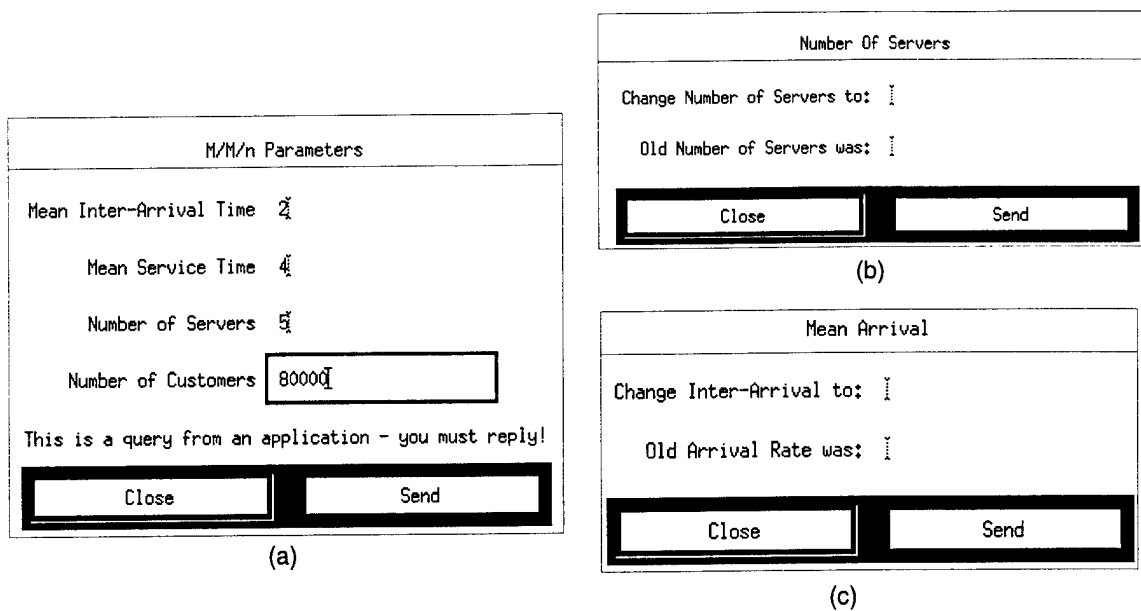 M/M/n Parameters
Mean Inter-Arrival Time 2
Mean Service Time 4
Number of Servers 5
Number of Customers 80000
This is a query from an application - you must reply!
Close Send
(a)
Number Of Servers
Change Number of Servers to:
Old Number of Servers was:
Close Send
(b)
Mean Arrival
Change Inter-Arrival to:
Old Arrival Rate was:
Close Send
(c)